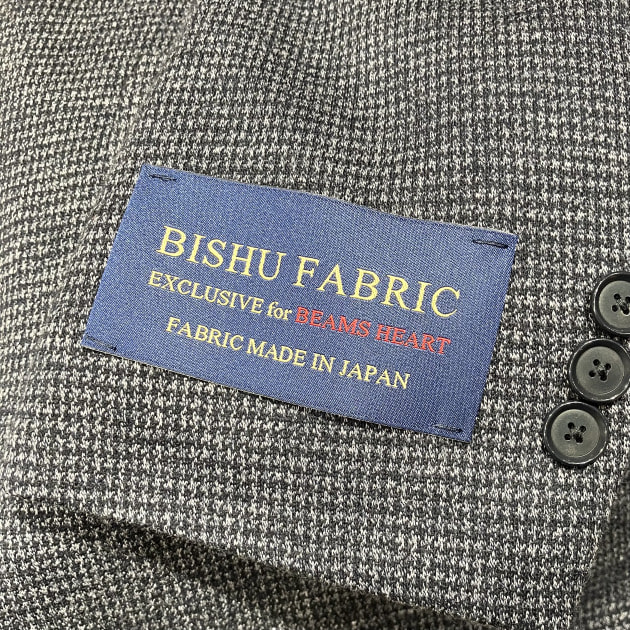 BISHU FABRIC
EXCLUSIVE for BEAMS HEART
FABRIC MADE IN JAPAN